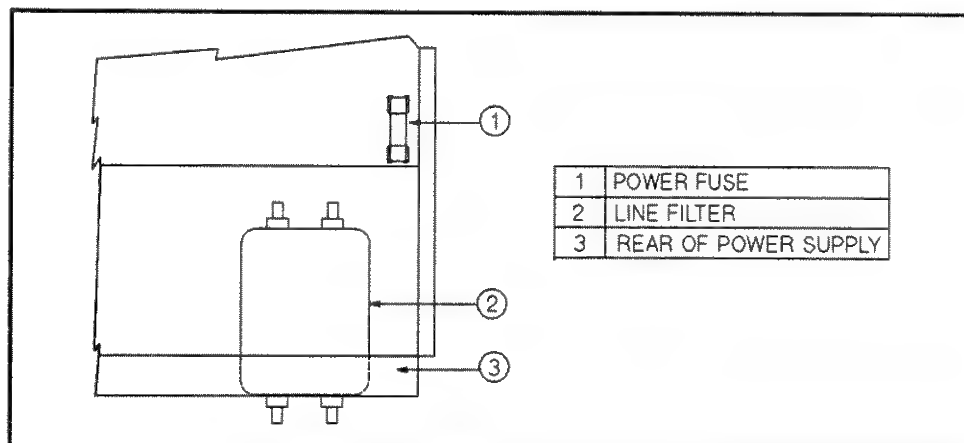 1
2
3
1 POWER FUSE
2 LINE FILTER
3 REAR OF POWER SUPPLY